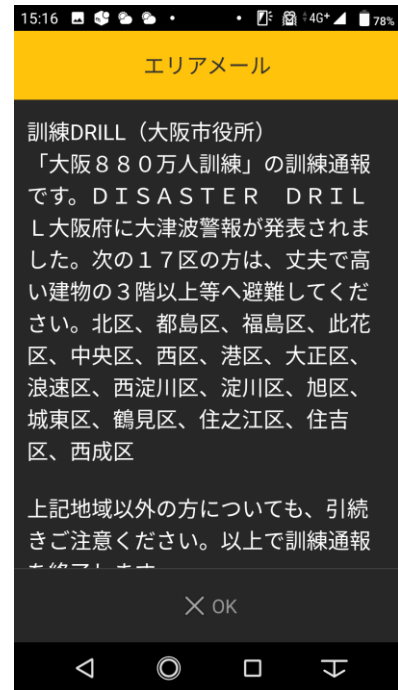 15:16 4G+ 78%
エリアメール
訓練DRILL（大阪市役所）
「大阪８８０万人訓練」の訓練通報
です。ＤＩＳＡＳＴＥＲ　ＤＲＩＬ
Ｌ大阪府に大津波警報が発表されま
した。次の１７区の方は、丈夫で高
い建物の３階以上等へ避難してくだ
さい。北区、都島区、福島区、此花
区、中央区、西区、港区、大正区、
浪速区、西淀川区、淀川区、旭区、
城東区、鶴見区、住之江区、住吉
区、西成区
上記地域以外の方についても、引続
きご注意ください。以上で訓練通報
を終了します
OK